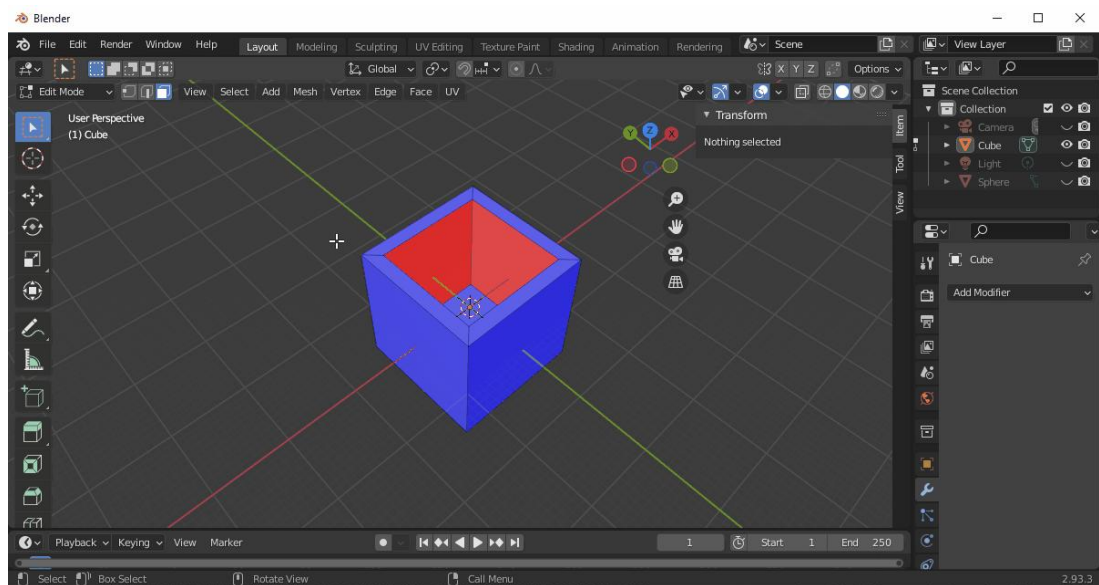 Blender
File Edit Render Window Help Layout Modeling Sculpting UV Editing Texture Paint Shading Animation Rendering Scene View Layer
Global X Y Z Options
Edit Mode View Select Add Mesh Vertex Edge Face UV
User Perspective
(1) Cube
Y Z X
Transform
Nothing selected
Item
Tool
View
Scene Collection
Collection
Camera
Cube
Light
Sphere
Cube
Add Modifier
Playback Keying View Marker 1 Start 1 End 250
Select Box Select Rotate View Call Menu 2.93.3